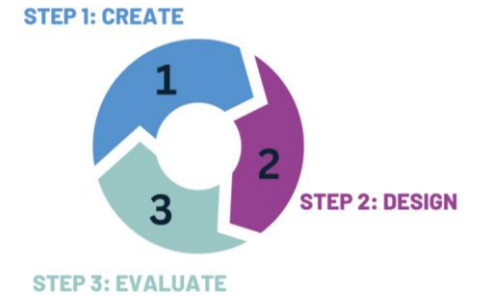 STEP 1: CREATE
1
2
STEP 2: DESIGN
3
STEP 3: EVALUATE